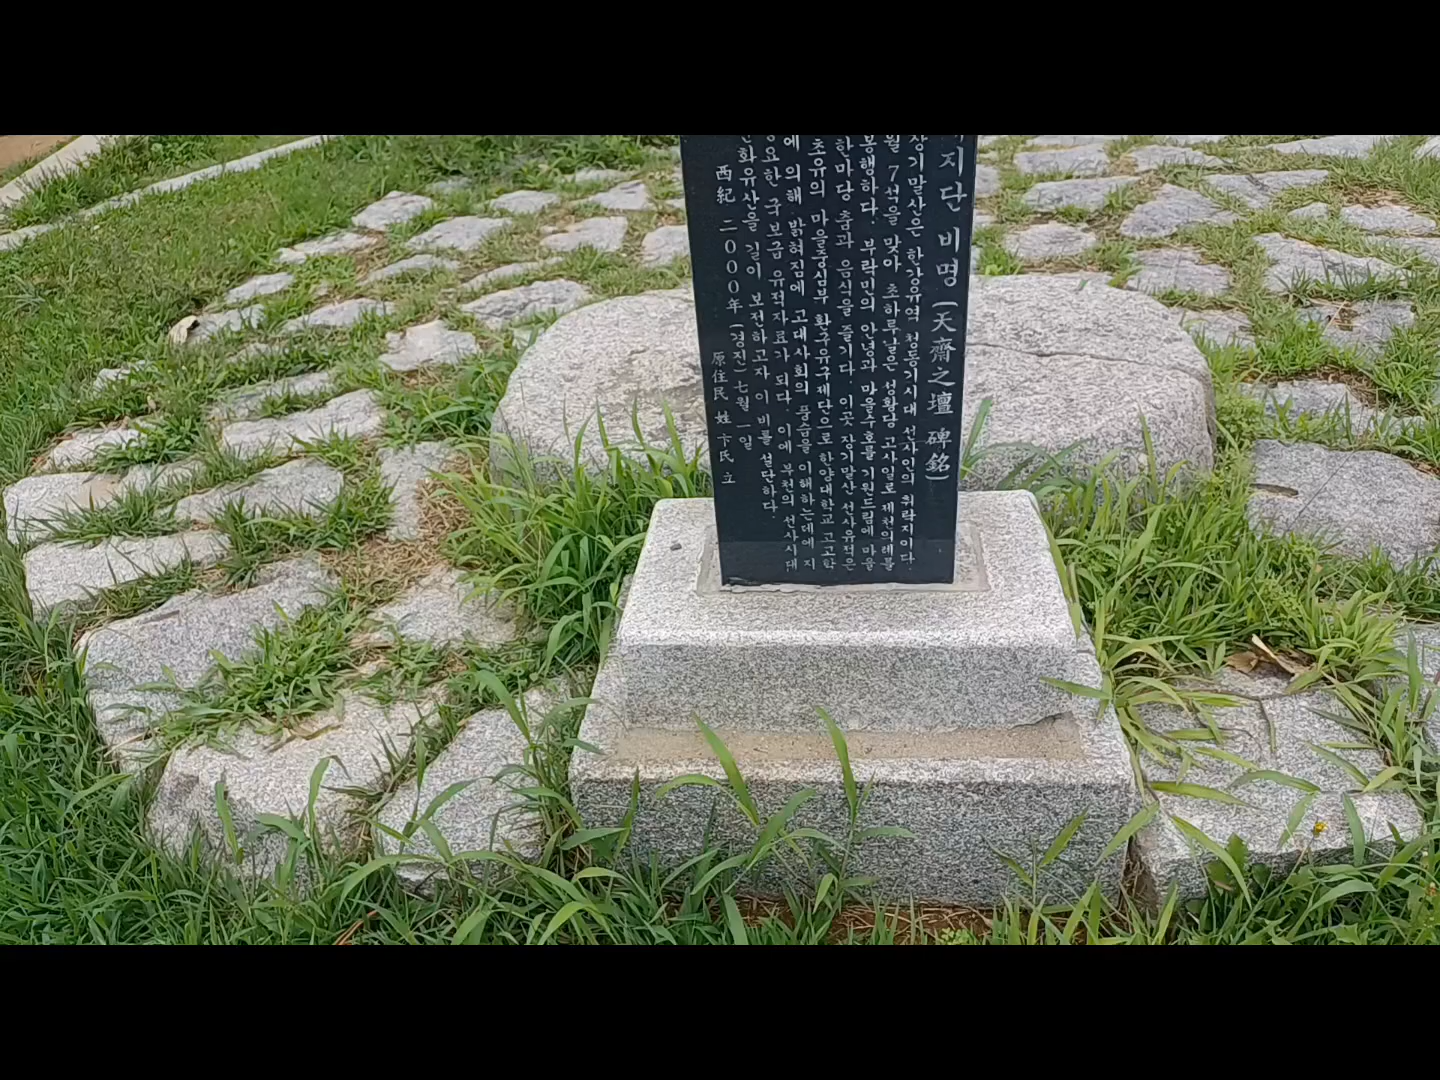 지단 비명 (天齋之壇 碑銘)
장기말산은 한강유역 청동기시대 선사인의 취락지이다
월 7석을 맞아 초하루날은 성황당 고사일로 제천의례를
봉행하다. 부락민의 안녕과 마을수호를 기원드림에 마을
한마당 춤과 음식을 즐기다. 이곳 장기말산 선사유적은
초유의 마을중심부 환구유구제단으로 한양대학교 고고학
에 의해 밝혀짐에 고대사회의 풍습을 이해하는데에 지
요한 국보급 유적자료가 되다. 이에 부천의 선사시대
화유산을 길이 보전하고자 이 비를 설단하다.
西紀 二OOO年 (경진) 七월 一일
原住民 姓 卞氏 立